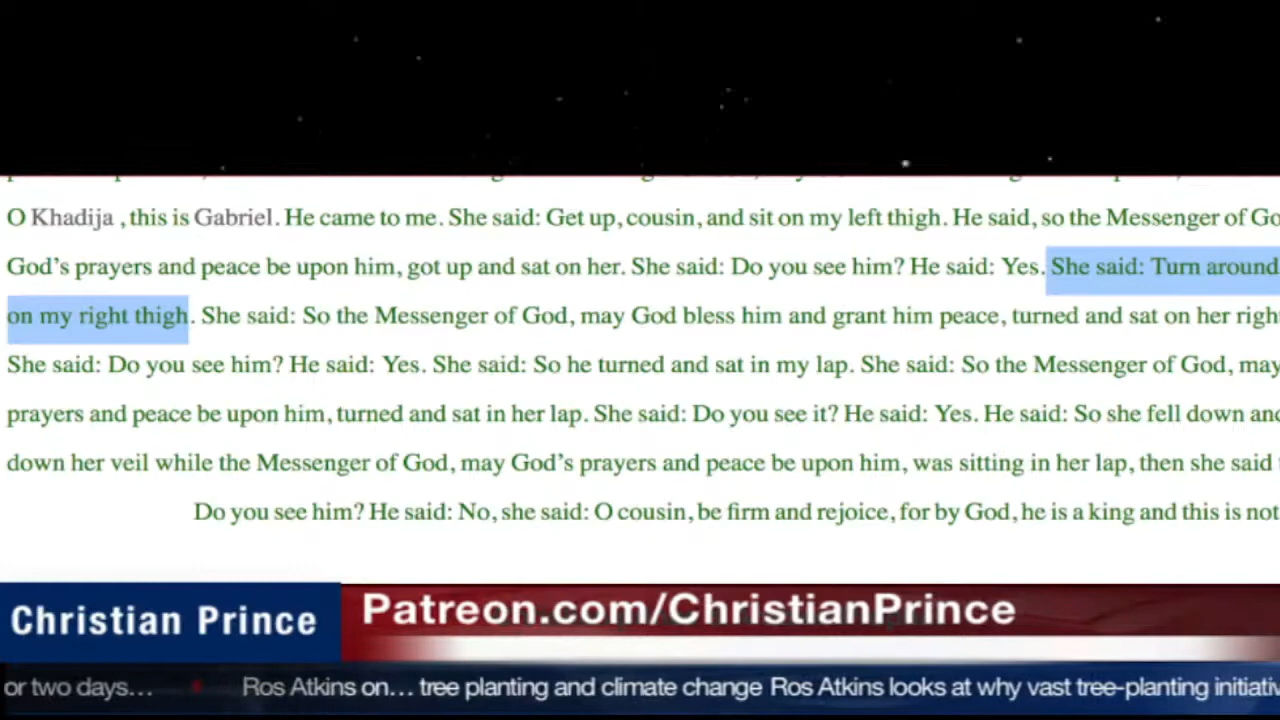 O Khadija , this is Gabriel. He came to me. She said: Get up, cousin, and sit on my left thigh. He said, so the Messenger of Go
God's prayers and peace be upon him, got up and sat on her. She said: Do you see him? He said: Yes. She said: Turn around
on my right thigh. She said: So the Messenger of God, may God bless him and grant him peace, turned and sat on her righ
She said: Do you see him? He said: Yes. She said: So he turned and sat in my lap. She said: So the Messenger of God, may
prayers and peace be upon him, turned and sat in her lap. She said: Do you see it? He said: Yes. He said: So she fell down and
down her veil while the Messenger of God, may God's prayers and peace be upon him, was sitting in her lap, then she said
Do you see him? He said: No, she said: O cousin, be firm and rejoice, for by God, he is a king and this is not
Christian Prince
Patreon.com/ChristianPrince
or two days... Ros Atkins on... tree planting and climate change Ros Atkins looks at why vast tree-planting initiativ